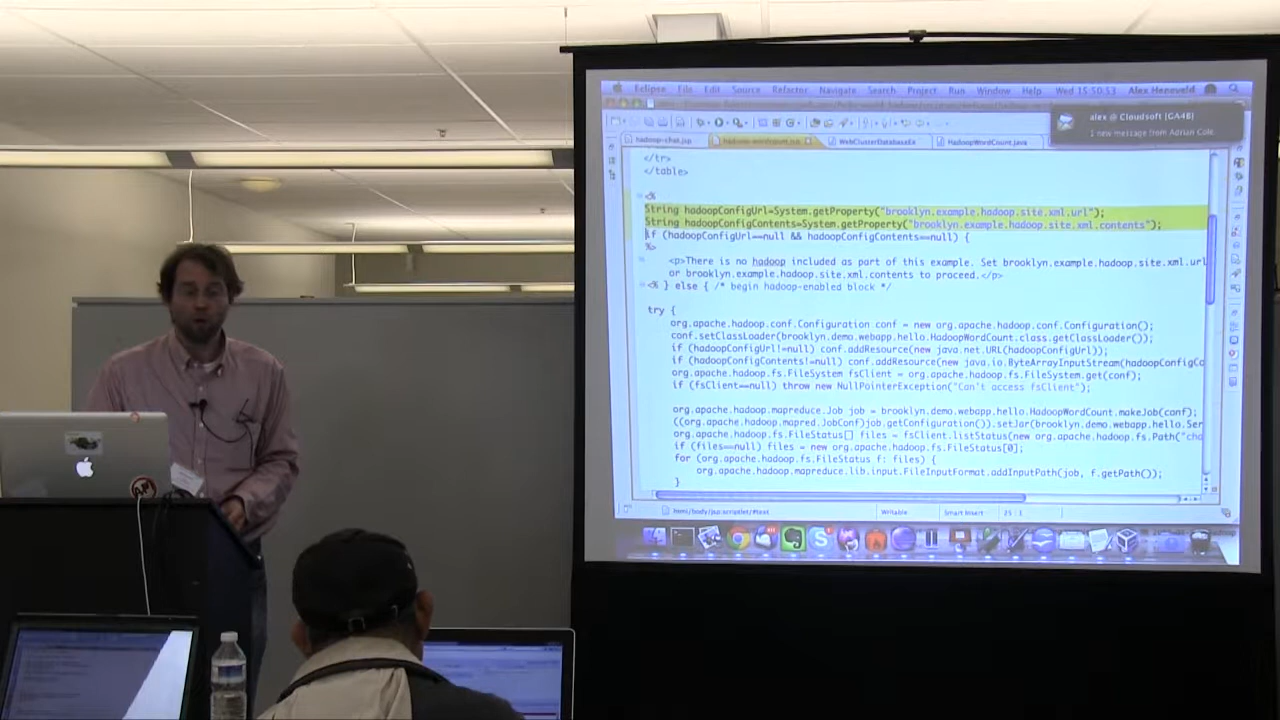 Eclipse File Edit Source Refactor Navigate Search Project Run Window Help Wed 15:50:53 Alex Heneveld
alex @ Cloudsoft [GA4B]
1 new message from Adrian Cole.
hadoop-chat.jsp hadoop-wordcount.jsp WebClusterDatabaseEx HadoopWordCount.java
</tr>
</table>
<%
String hadoopConfigUrl=System.getProperty("brooklyn.example.hadoop.site.xml.url");
String hadoopConfigContents=System.getProperty("brooklyn.example.hadoop.site.xml.contents");
if (hadoopConfigUrl==null && hadoopConfigContents==null) {
%>
<p>There is no hadoop included as part of this example. Set brooklyn.example.hadoop.site.xml.url
or brooklyn.example.hadoop.site.xml.contents to proceed.</p>
<% } else { /* begin hadoop-enabled block */
try {
org.apache.hadoop.conf.Configuration conf = new org.apache.hadoop.conf.Configuration();
conf.setClassLoader(brooklyn.demo.webapp.hello.HadoopWordCount.class.getClassLoader());
if (hadoopConfigUrl!=null) conf.addResource(new java.net.URL(hadoopConfigUrl));
if (hadoopConfigContents!=null) conf.addResource(new java.io.ByteArrayInputStream(hadoopConfigCo
org.apache.hadoop.fs.FileSystem fsClient = org.apache.hadoop.fs.FileSystem.get(conf);
if (fsClient==null) throw new NullPointerException("Can't access fsClient");
org.apache.hadoop.mapreduce.Job job = brooklyn.demo.webapp.hello.HadoopWordCount.makeJob(conf);
((org.apache.hadoop.mapred.JobConf)job.getConfiguration()).setJar(brooklyn.demo.webapp.hello.Ser
org.apache.hadoop.fs.FileStatus[] files = fsClient.listStatus(new org.apache.hadoop.fs.Path("cha
if (files==null) files = new org.apache.hadoop.fs.FileStatus[0];
for (org.apache.hadoop.fs.FileStatus f: files) {
org.apache.hadoop.mapreduce.lib.input.FileInputFormat.addInputPath(job, f.getPath());
}
html/body/jsp:scriptlet/#text Writable Smart Insert 25 : 1